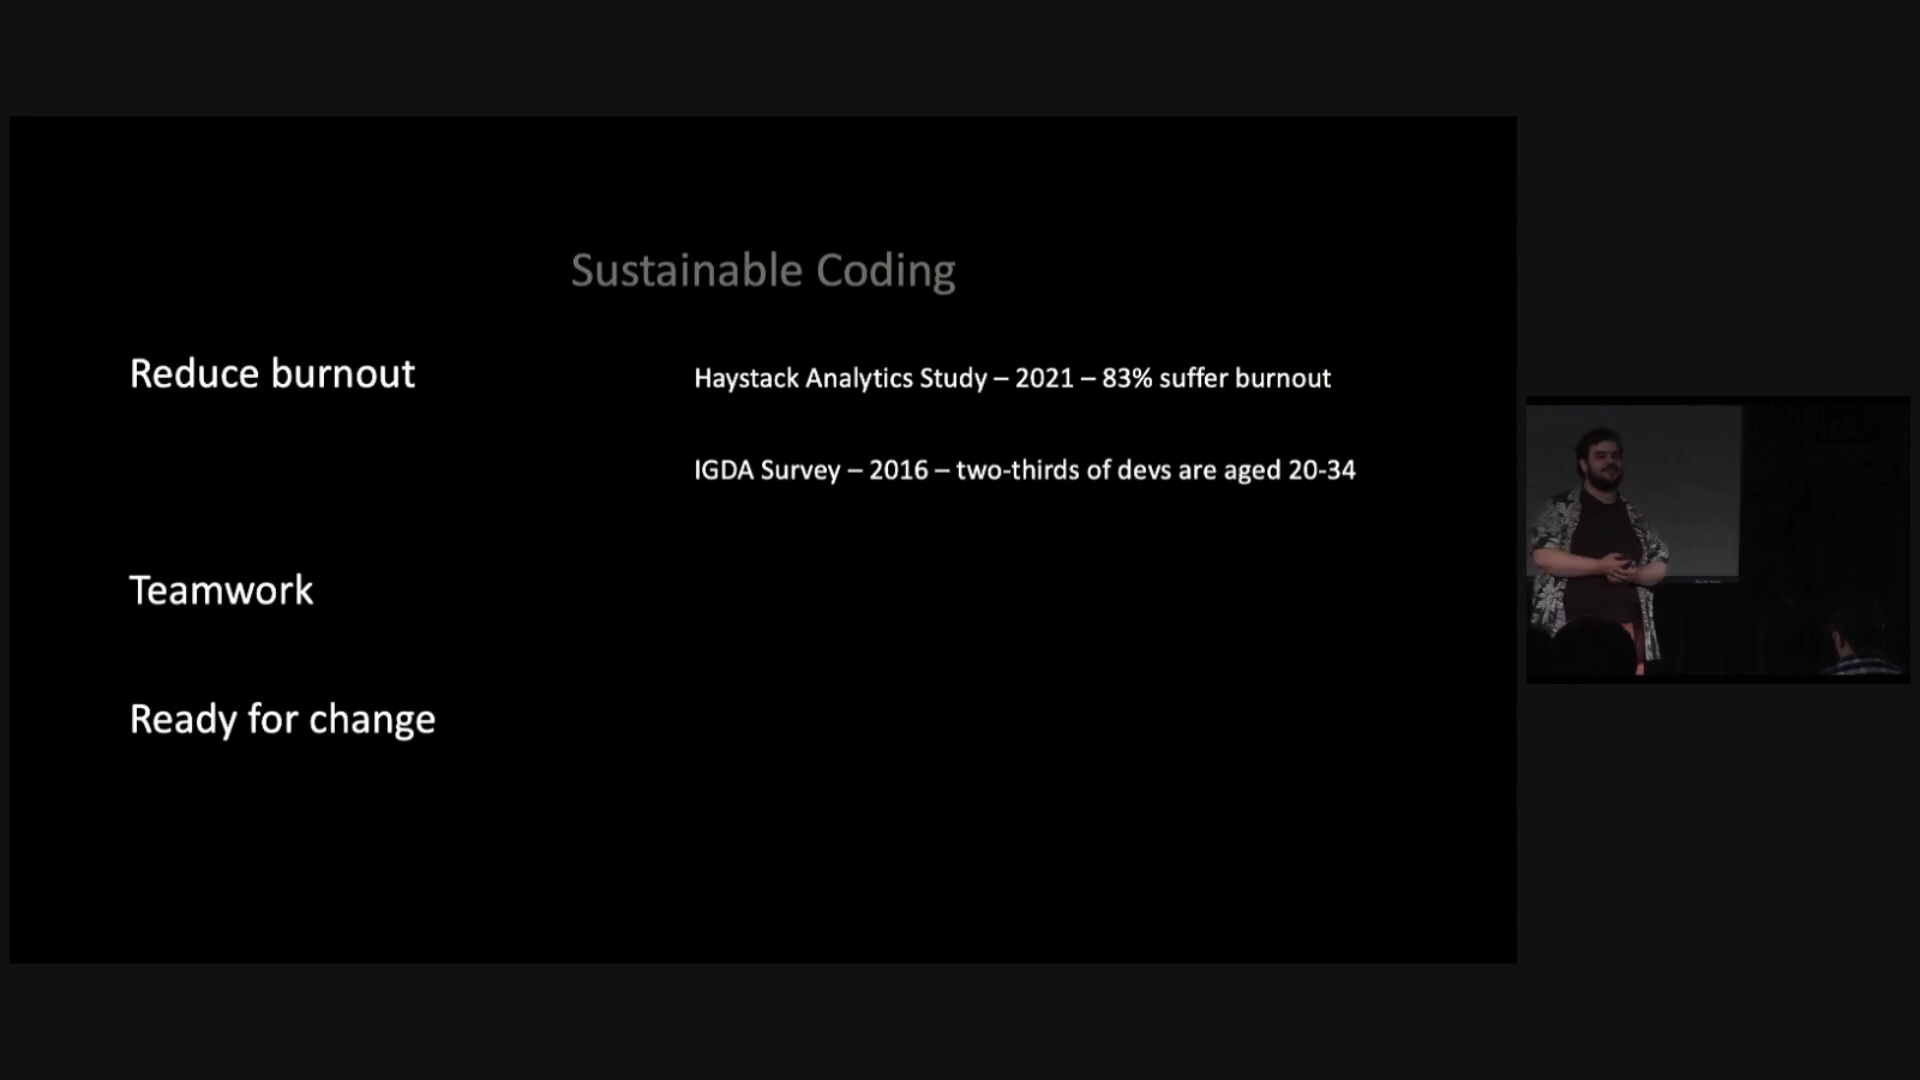 Sustainable Coding
Reduce burnout
Haystack Analytics Study – 2021 – 83% suffer burnout
IGDA Survey – 2016 – two-thirds of devs are aged 20-34
Teamwork
Ready for change